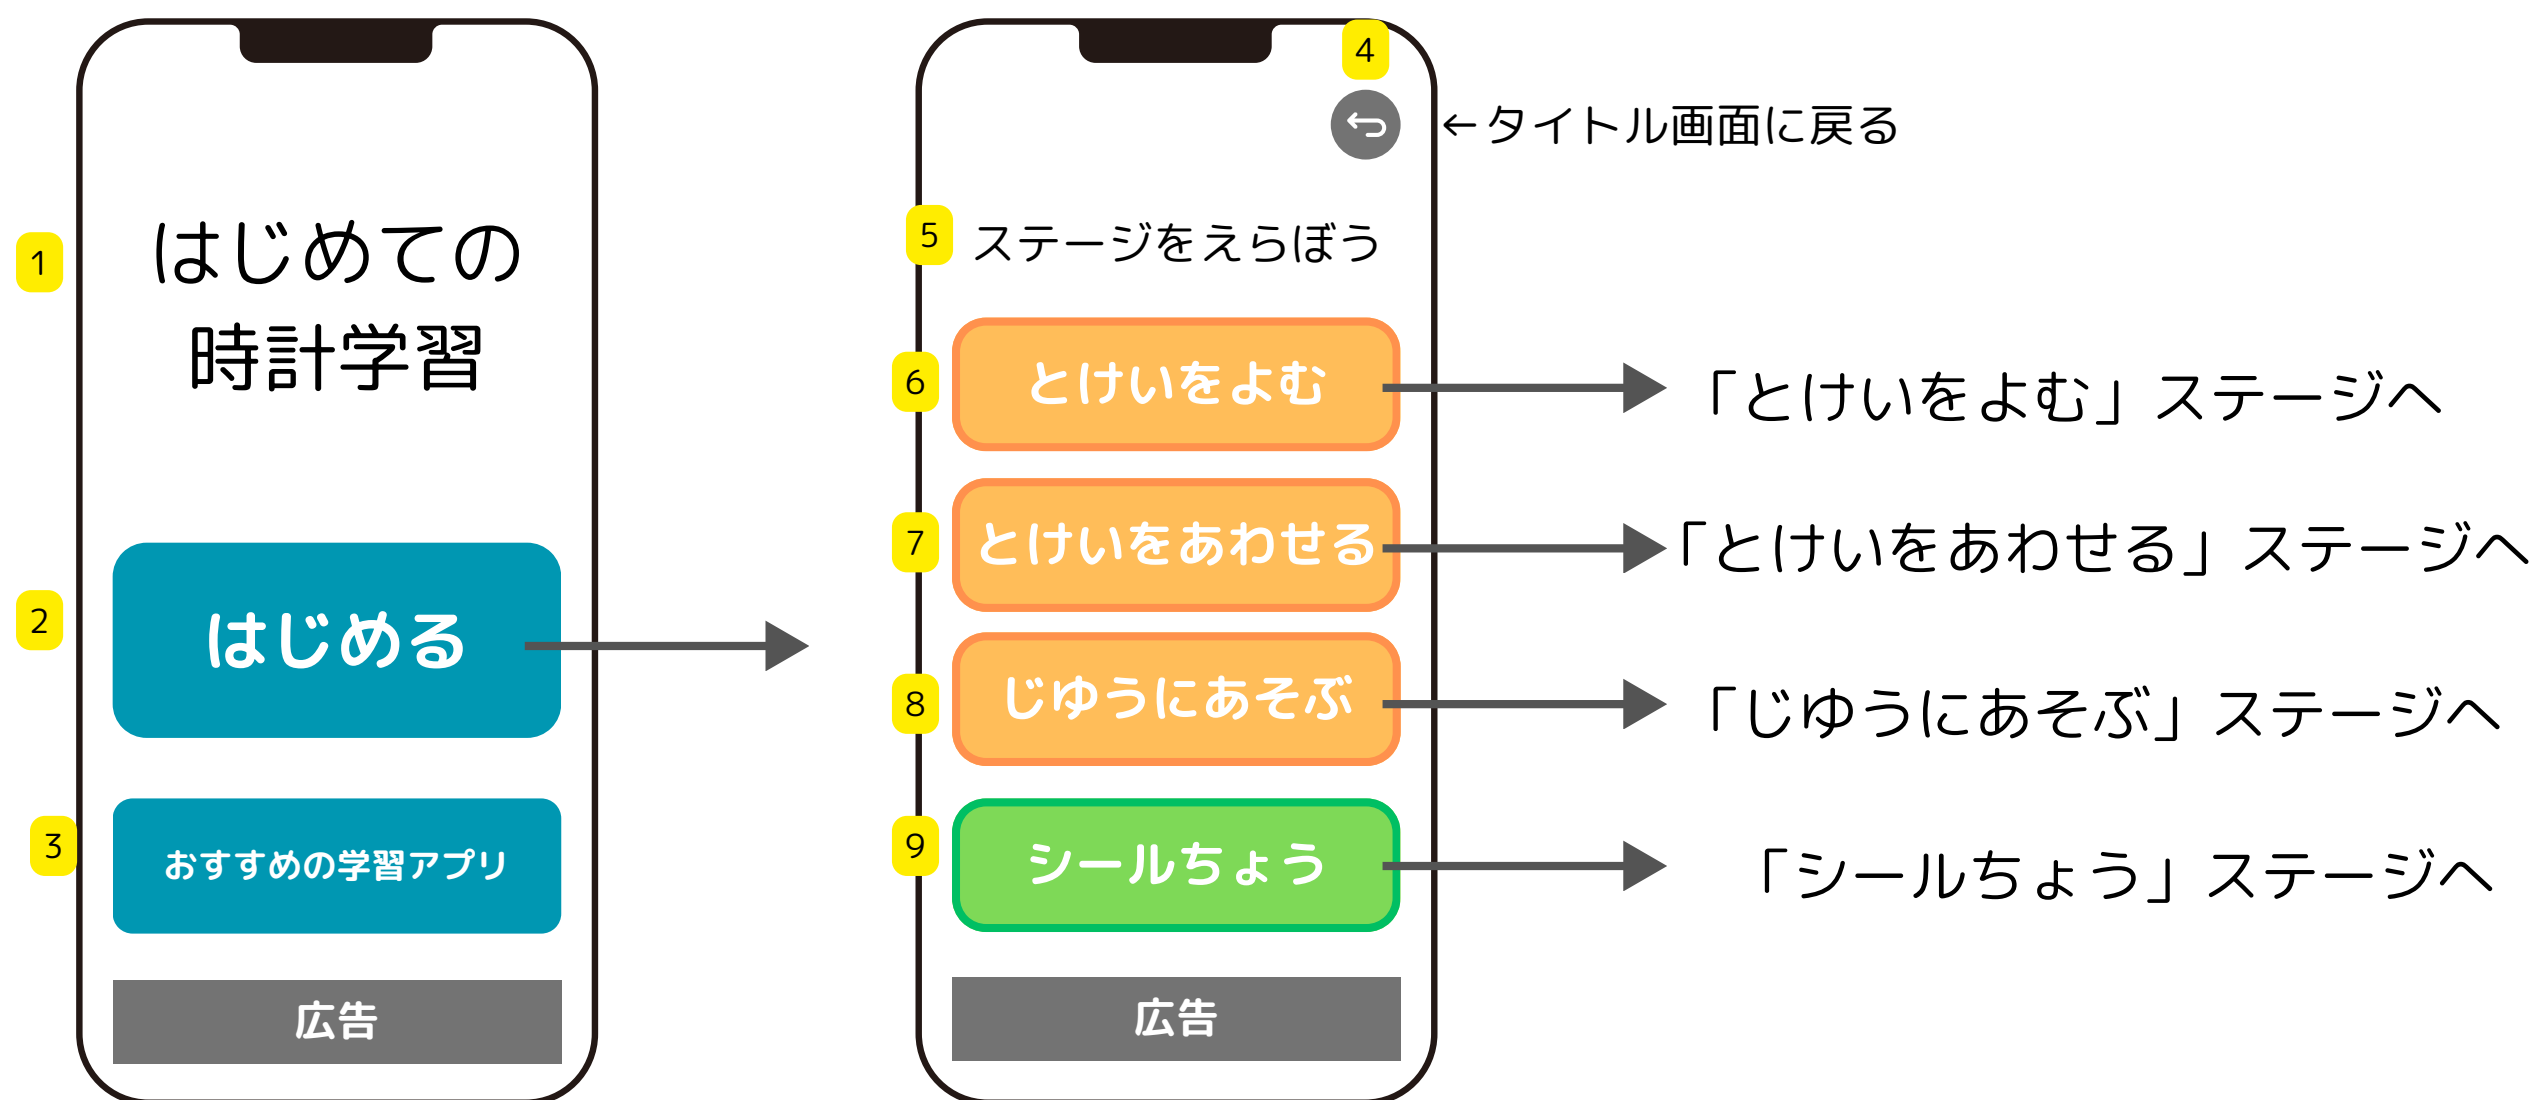 1
はじめての
時計学習
2
はじめる
3
おすすめの学習アプリ
広告
4
←タイトル画面に戻る
5
ステージをえらぼう
6
とけいをよむ
「とけいをよむ」ステージへ
7
とけいをあわせる
「とけいをあわせる」ステージへ
8
じゆうにあそぶ
「じゆうにあそぶ」ステージへ
9
シールちょう
「シールちょう」ステージへ
広告